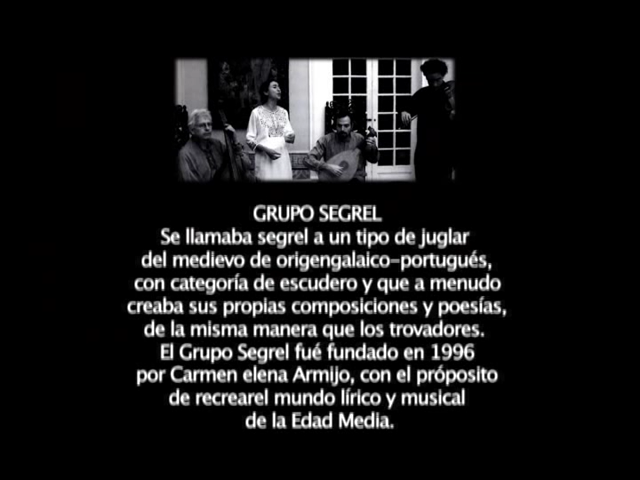 GRUPO SEGREL
Se llamaba segrel a un tipo de juglar
del medievo de origengalaico-portugués,
con categoría de escudero y que a menudo
creaba sus propias composiciones y poesías,
de la misma manera que los trovadores.
El Grupo Segrel fué fundado en 1996
por Carmen elena Armijo, con el próposito
de recrearel mundo lírico y musical
de la Edad Media.